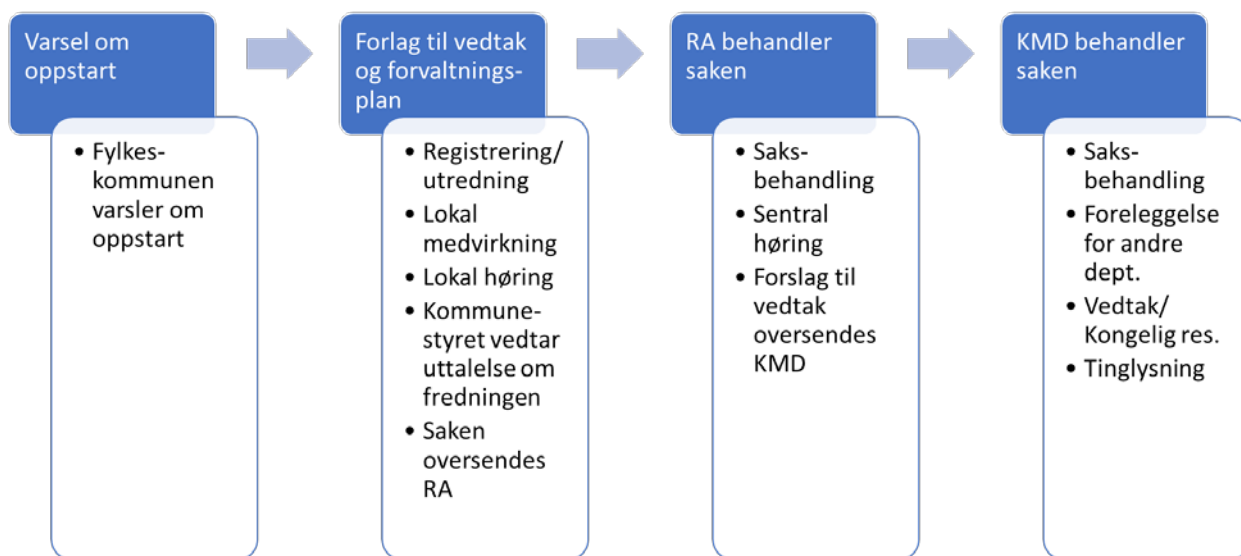 Varsel om
oppstart
• Fylkes-
kommunen
varsler om
oppstart
Forlag til vedtak
og forvaltnings-
plan
• Registrering/
utredning
• Lokal
medvirkning
• Lokal høring
• Kommune-
styret vedtar
uttalelse om
fredningen
• Saken
oversendes
RA
RA behandler
saken
• Saks-
behandling
• Sentral
høring
• Forslag til
vedtak
oversendes
KMD
KMD behandler
saken
• Saks-
behandling
• Foreleggelse
for andre
dept.
• Vedtak/
Kongelig res.
• Tinglysning